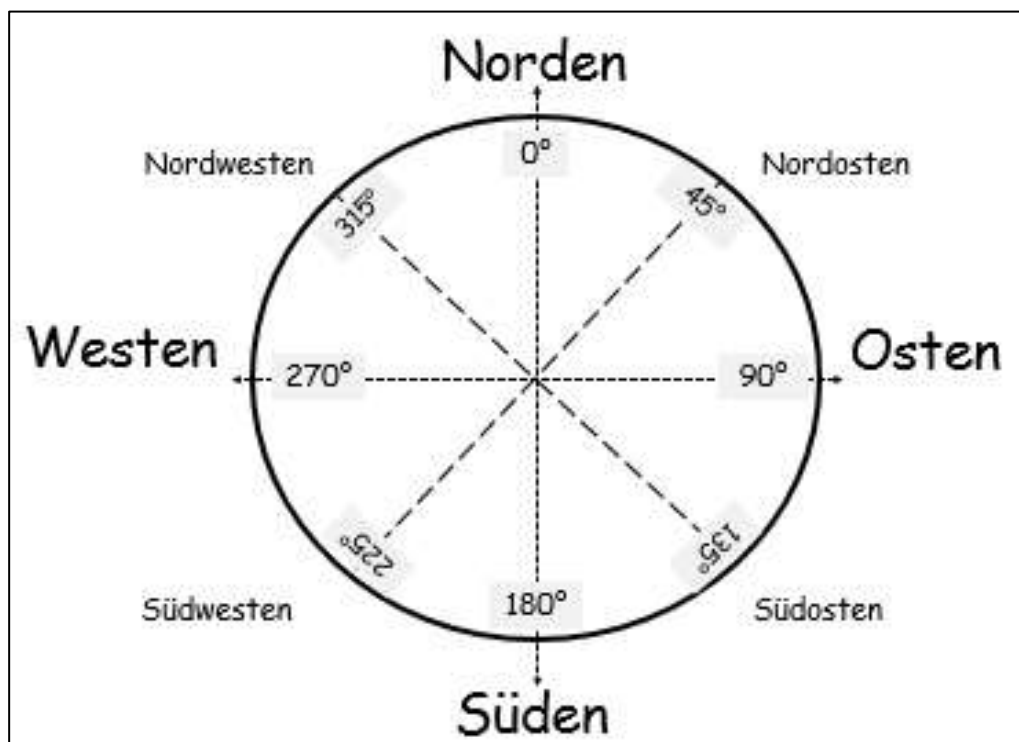 Norden
Nordwesten
0°
Nordosten
315°
45°
Westen
270°
90°
Osten
225°
135°
Südwesten
180°
Südosten
Süden